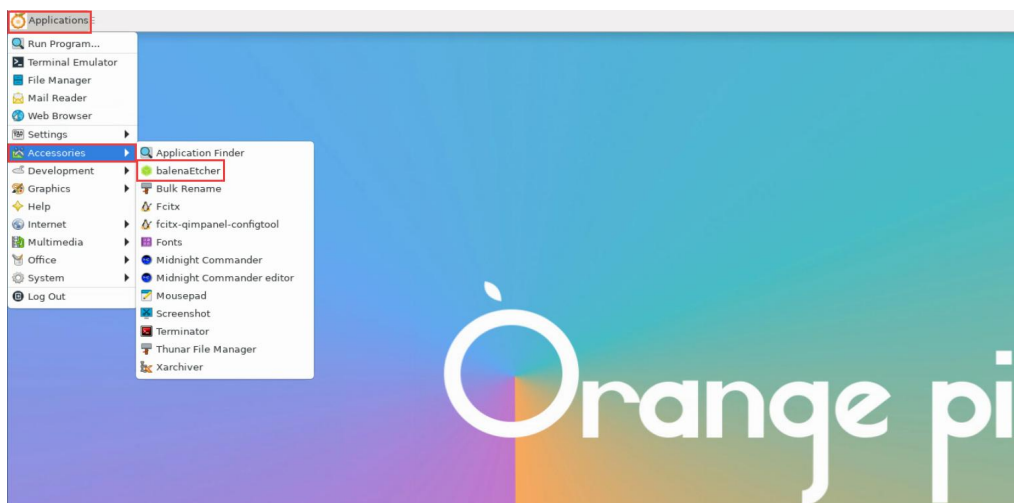 Applications
Run Program...
Terminal Emulator
File Manager
Mail Reader
Web Browser
Settings
Accessories
Development
Graphics
Help
Internet
Multimedia
Office
System
Log Out
Application Finder
balenaEtcher
Bulk Rename
Fcitx
fcitx-qimpanel-configtool
Fonts
Midnight Commander
Midnight Commander editor
Mousepad
Screenshot
Terminator
Thunar File Manager
Xarchiver
Orange pi